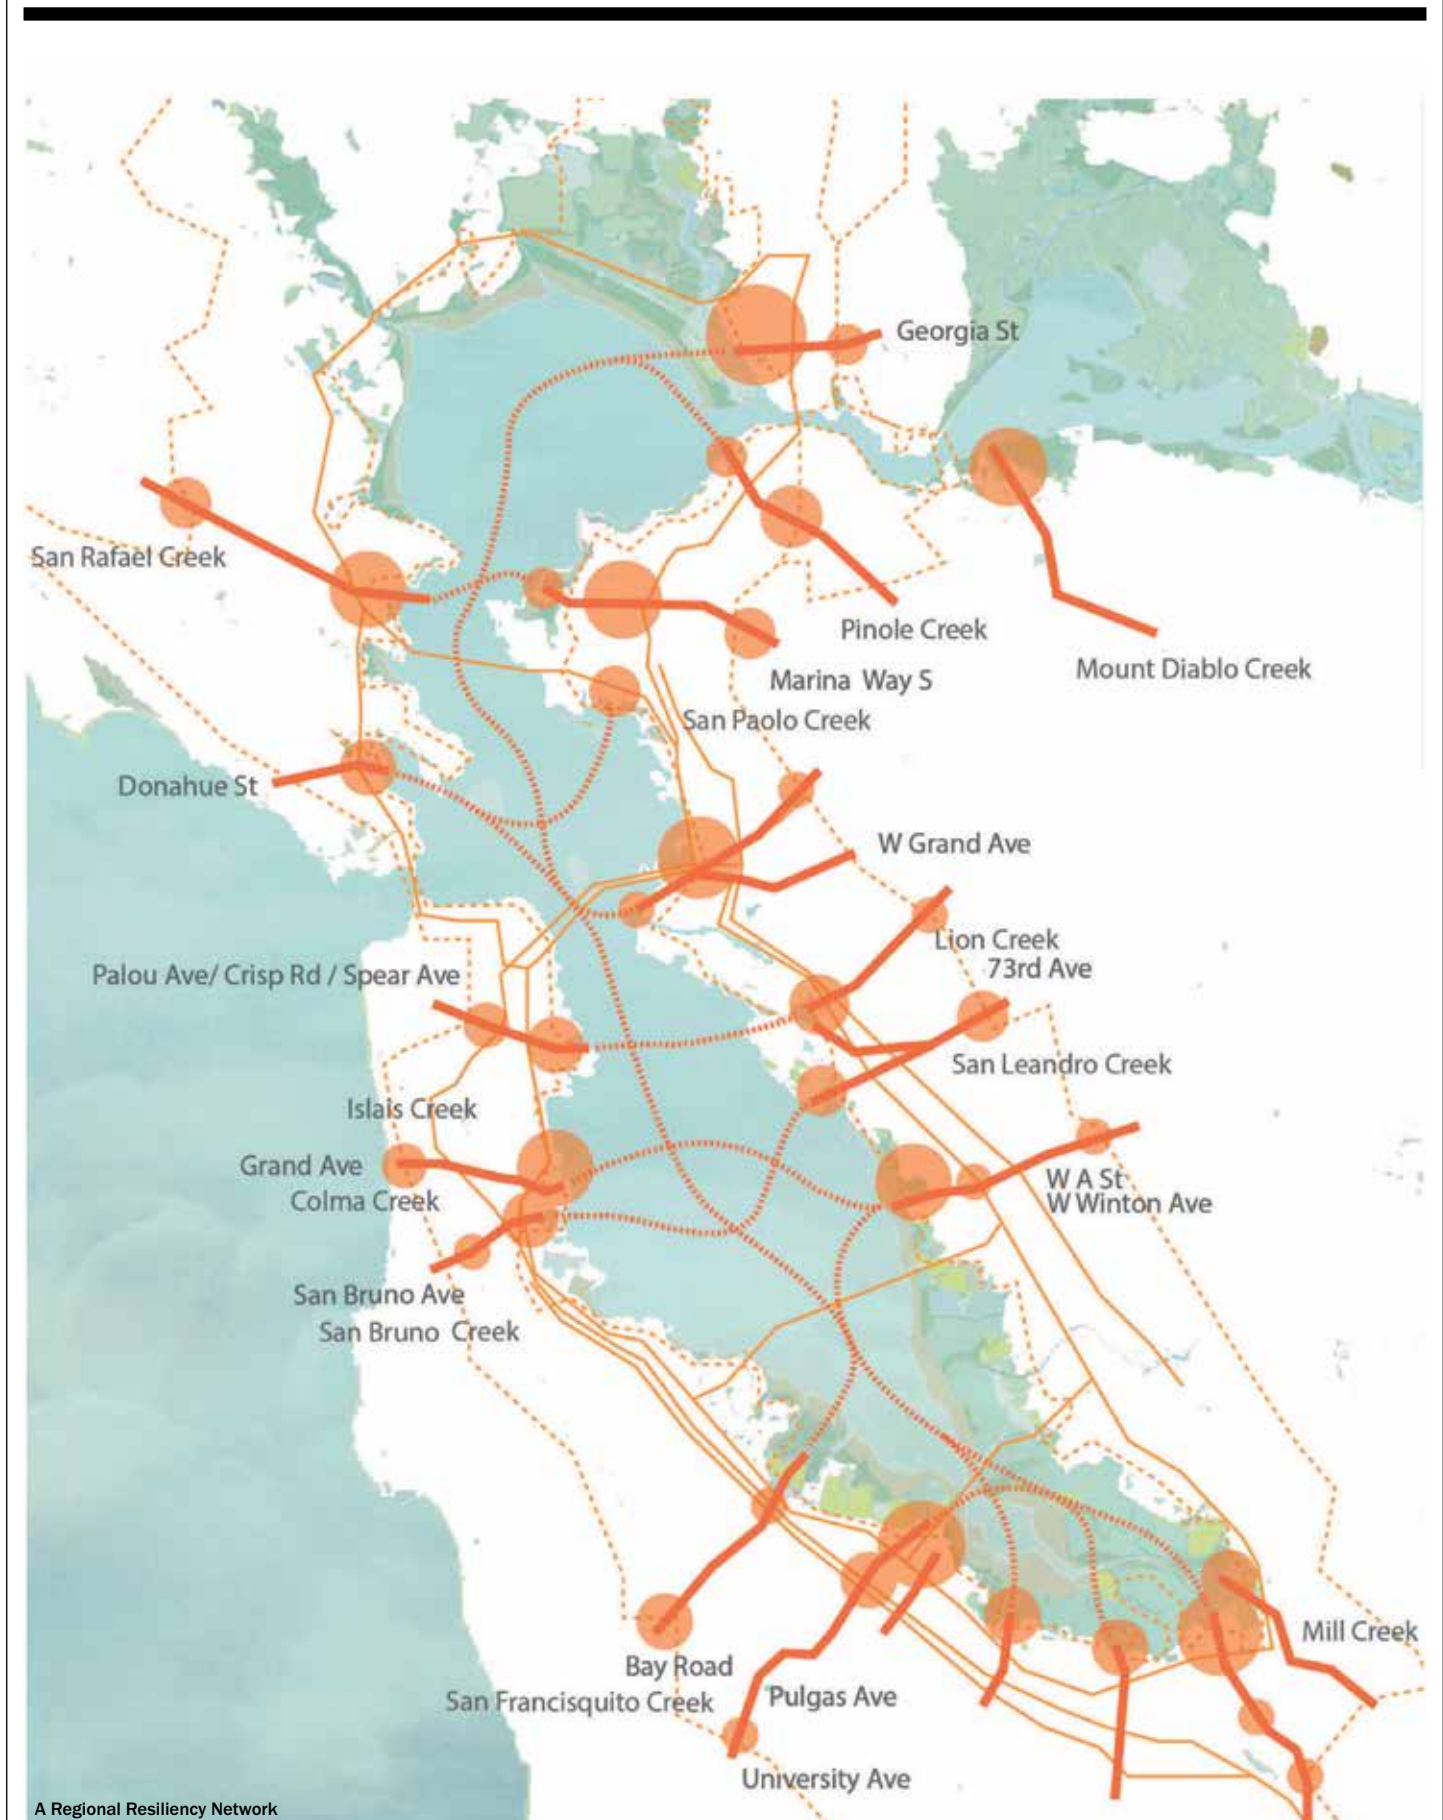 Georgia St
San Rafael Creek
Pinole Creek
Mount Diablo Creek
Marina Way S
San Paolo Creek
Donahue St
W Grand Ave
Lion Creek
73rd Ave
Palou Ave/ Crisp Rd / Spear Ave
San Leandro Creek
Islais Creek
Grand Ave
Colma Creek
W A St
W Winton Ave
San Bruno Ave
San Bruno Creek
Mill Creek
Bay Road
San Francisquito Creek
Pulgas Ave
University Ave
A Regional Resiliency Network